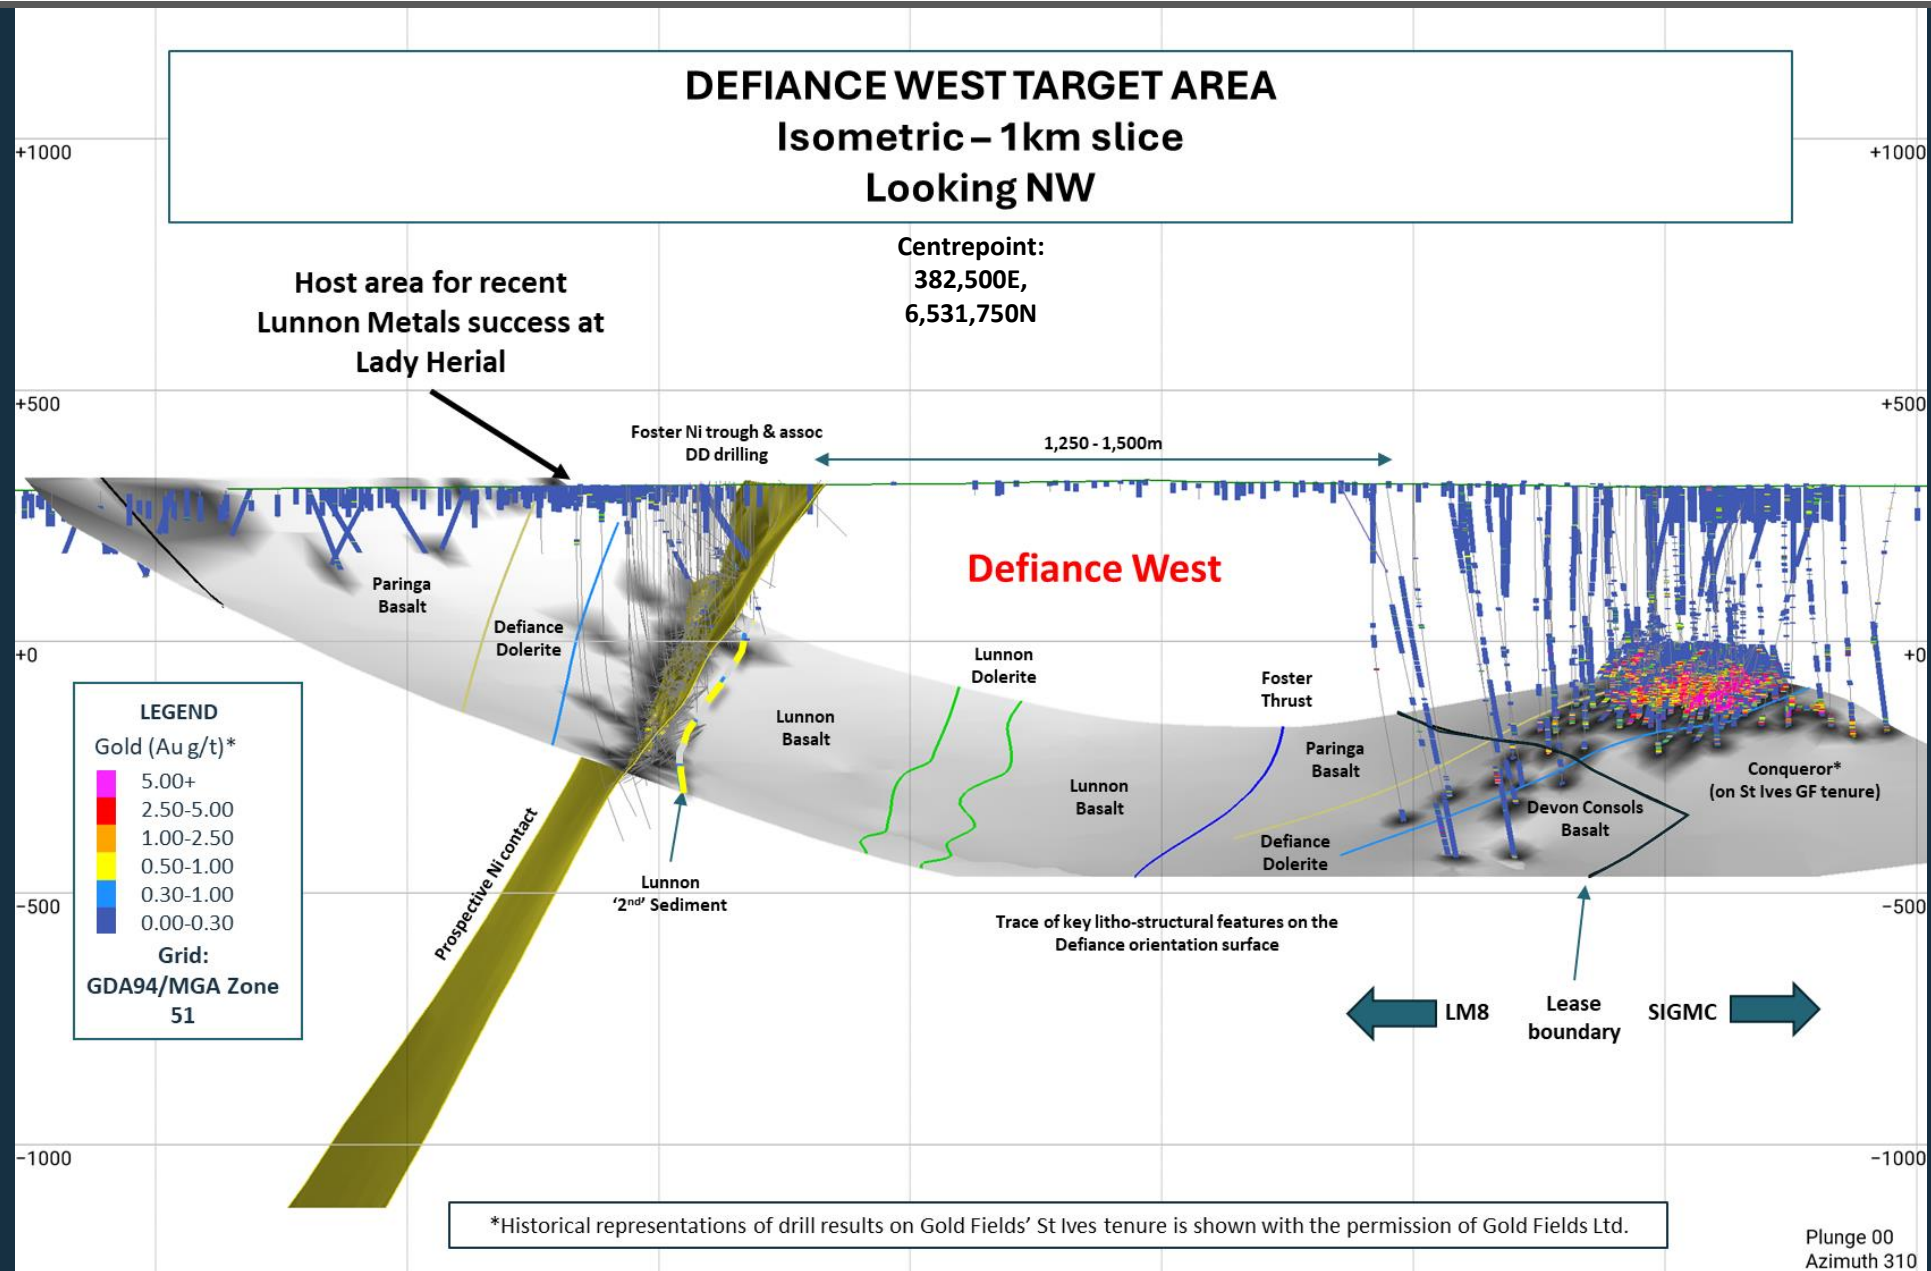 DEFIANCE WEST TARGET AREA
Isometric – 1km slice
Looking NW
Centrepoint:
382,500E,
6,531,750N
+1000
+1000
Host area for recent
Lunnon Metals success at
Lady Herial
+500
+500
Foster Ni trough & assoc
DD drilling
1,250 - 1,500m
Defiance West
Paringa
Basalt
Defiance
Dolerite
+0
+0
Lunnon
Dolerite
Foster
Thrust
Lunnon
Basalt
Paringa
Basalt
Lunnon
Basalt
Conqueror*
(on St Ives GF tenure)
Devon Consols
Basalt
Defiance
Dolerite
LEGEND
Gold (Au g/t)*
5.00+
2.50-5.00
1.00-2.50
0.50-1.00
0.30-1.00
0.00-0.30
Grid:
GDA94/MGA Zone
51
Prospective Ni contact
Lunnon
‘2nd’ Sediment
−500
−500
Trace of key litho-structural features on the
Defiance orientation surface
LM8
Lease
boundary
SIGMC
−1000
−1000
*Historical representations of drill results on Gold Fields’ St Ives tenure is shown with the permission of Gold Fields Ltd.
Plunge 00
Azimuth 310